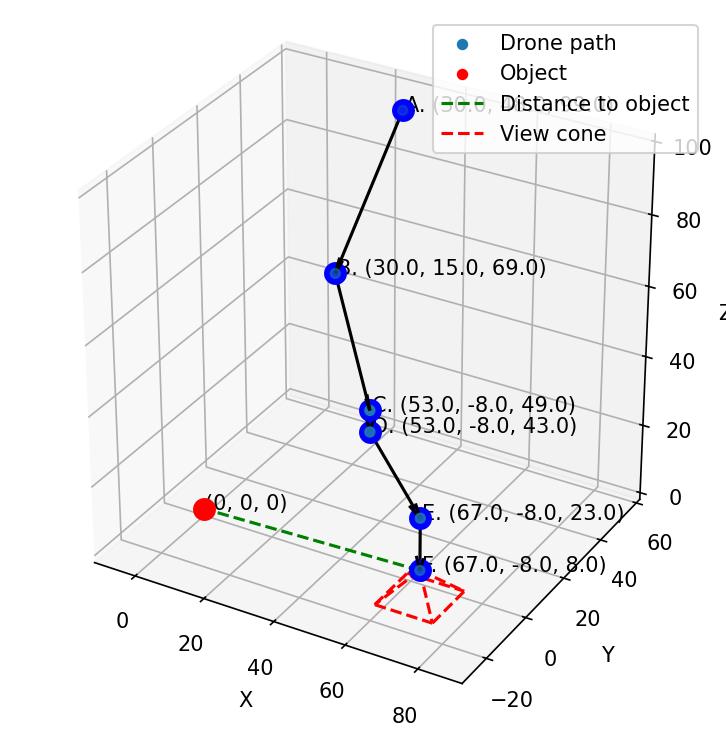 Drone path
Object
Distance to object
View cone
A. (30.0,
B. (30.0, 15.0, 69.0)
C. (53.0, -8.0, 49.0)
D. (53.0, -8.0, 43.0)
(0, 0, 0)
E. (67.0, -8.0, 23.0)
F. (67.0, -8.0, 8.0)
100
80
60
40
20
0
Z
60
40
20
0
−20
Y
0
20
40
60
80
X